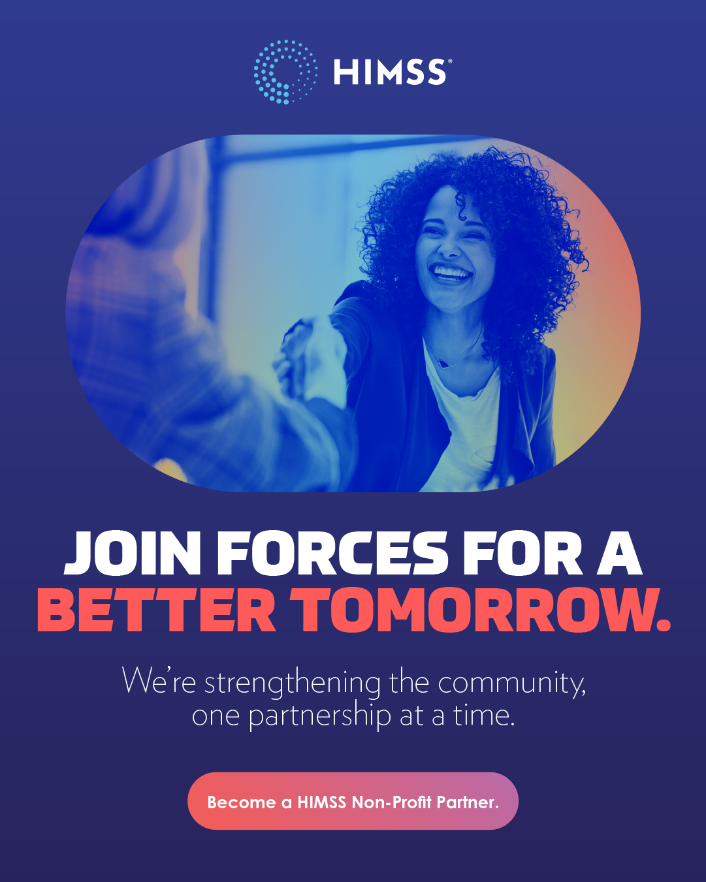 HIMSS®
JOIN FORCES FOR A
BETTER TOMORROW.
We’re strengthening the community,
one partnership at a time.
Become a HIMSS Non-Profit Partner.